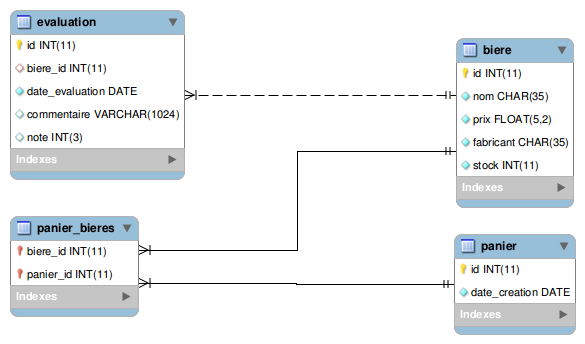 evaluation
id INT(11)
biere_id INT(11)
date_evaluation DATE
commentaire VARCHAR(1024)
note INT(3)
Indexes
biere
id INT(11)
nom CHAR(35)
prix FLOAT(5,2)
fabricant CHAR(35)
stock INT(11)
Indexes
panier_bieres
biere_id INT(11)
panier_id INT(11)
Indexes
panier
id INT(11)
date_creation DATE
Indexes